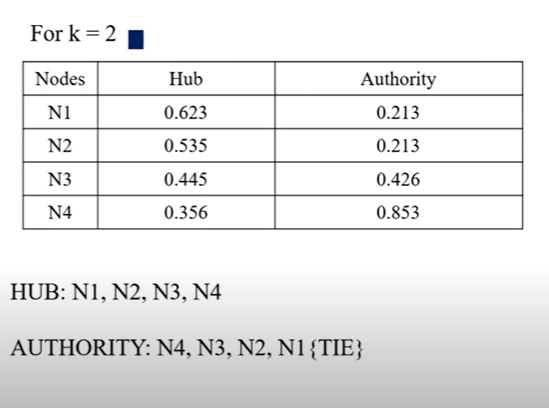 For k = 2
Nodes Hub Authority
N1 0.623 0.213
N2 0.535 0.213
N3 0.445 0.426
N4 0.356 0.853
HUB: N1, N2, N3, N4
AUTHORITY: N4, N3, N2, N1{TIE}